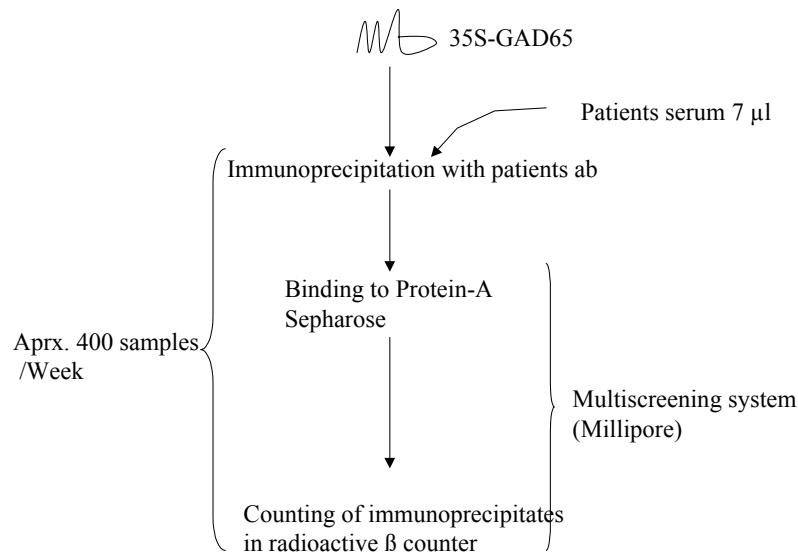 35S-GAD65
Patients serum 7 µl
Immunoprecipitation with patients ab
Binding to Protein-A
Sepharose
Aprx. 400 samples
/Week
Multiscreening system
(Millipore)
Counting of immunoprecipitates
in radioactive ß counter